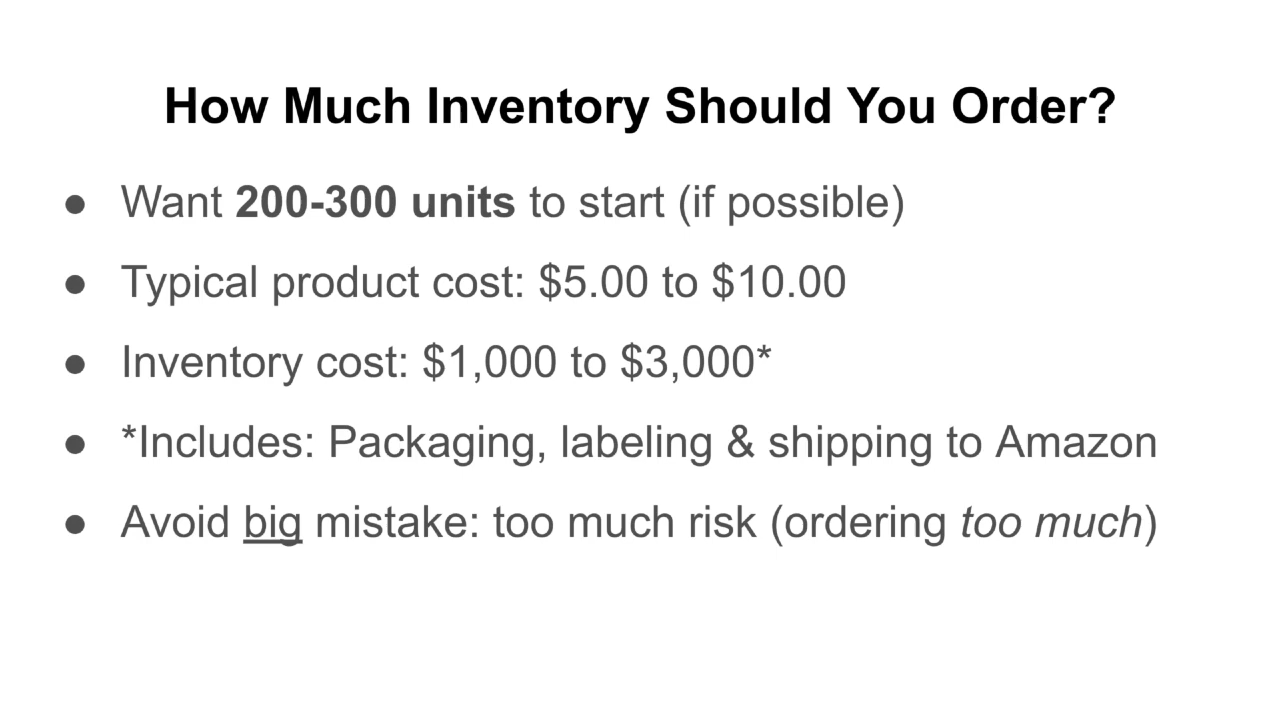 How Much Inventory Should You Order?
● Want 200-300 units to start (if possible)
● Typical product cost: $5.00 to $10.00
● Inventory cost: $1,000 to $3,000*
● *Includes: Packaging, labeling & shipping to Amazon
● Avoid big mistake: too much risk (ordering too much)